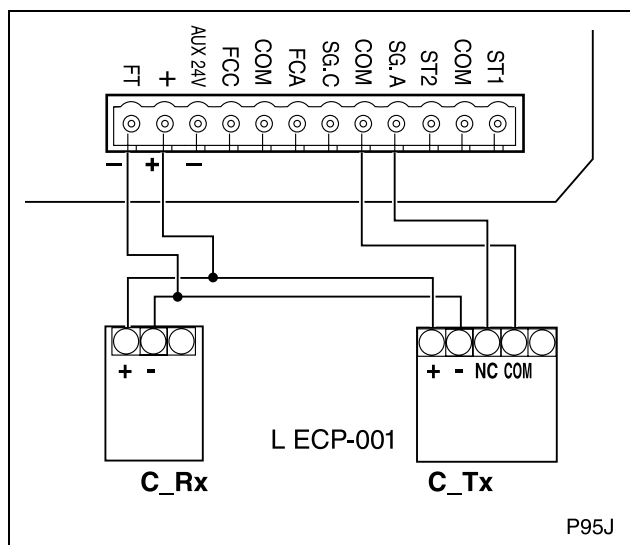 FT + AUX 24V FCC COM FCA SG.C COM SG.A ST2 COM ST1
− + −
+ - + - NC COM
L ECP-001
C_Rx C_Tx
P95J